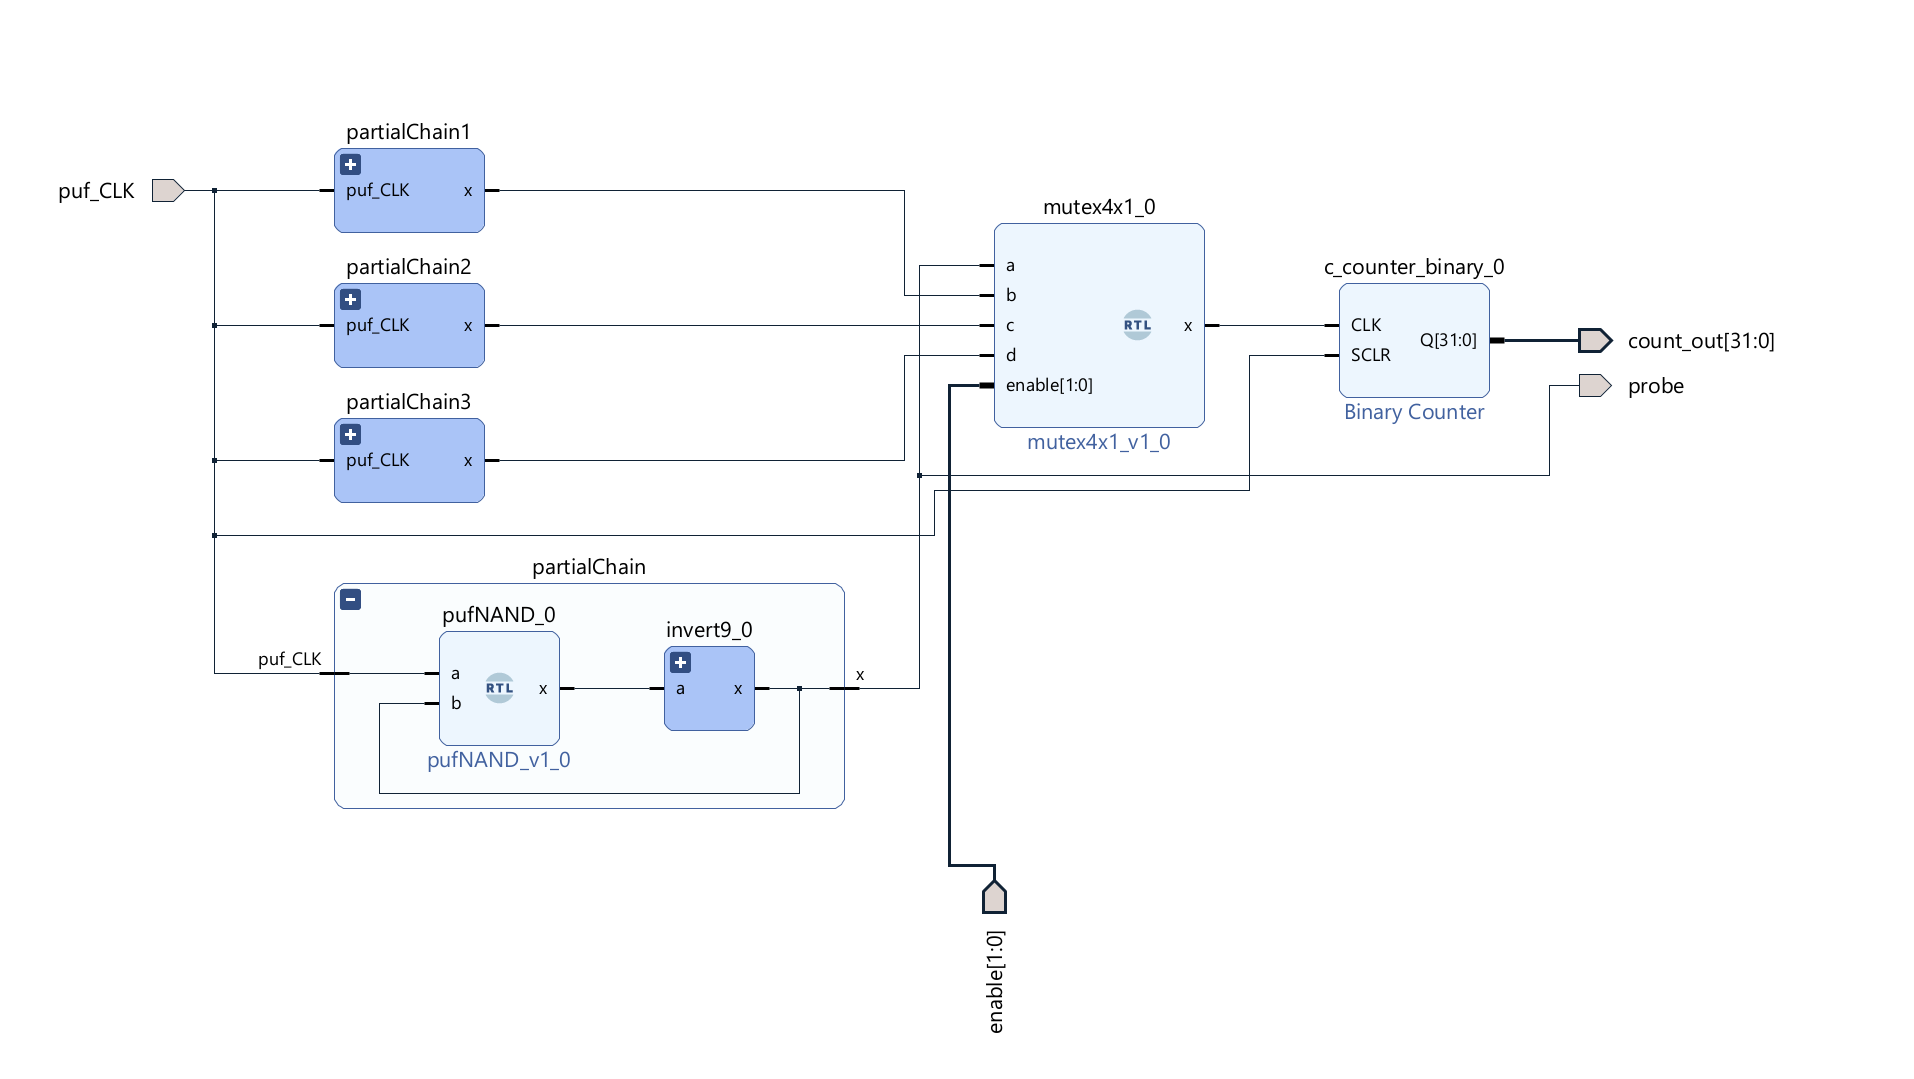 puf_CLK
partialChain1
puf_CLK x
partialChain2
puf_CLK x
partialChain3
puf_CLK x
mutex4x1_0
a
b
c
d
enable[1:0]
RTL
x
mutex4x1_v1_0
c_counter_binary_0
CLK
SCLR
Q[31:0]
Binary Counter
count_out[31:0]
probe
partialChain
puf_CLK
pufNAND_0
a
b
RTL
x
pufNAND_v1_0
invert9_0
a x
x
enable[1:0]